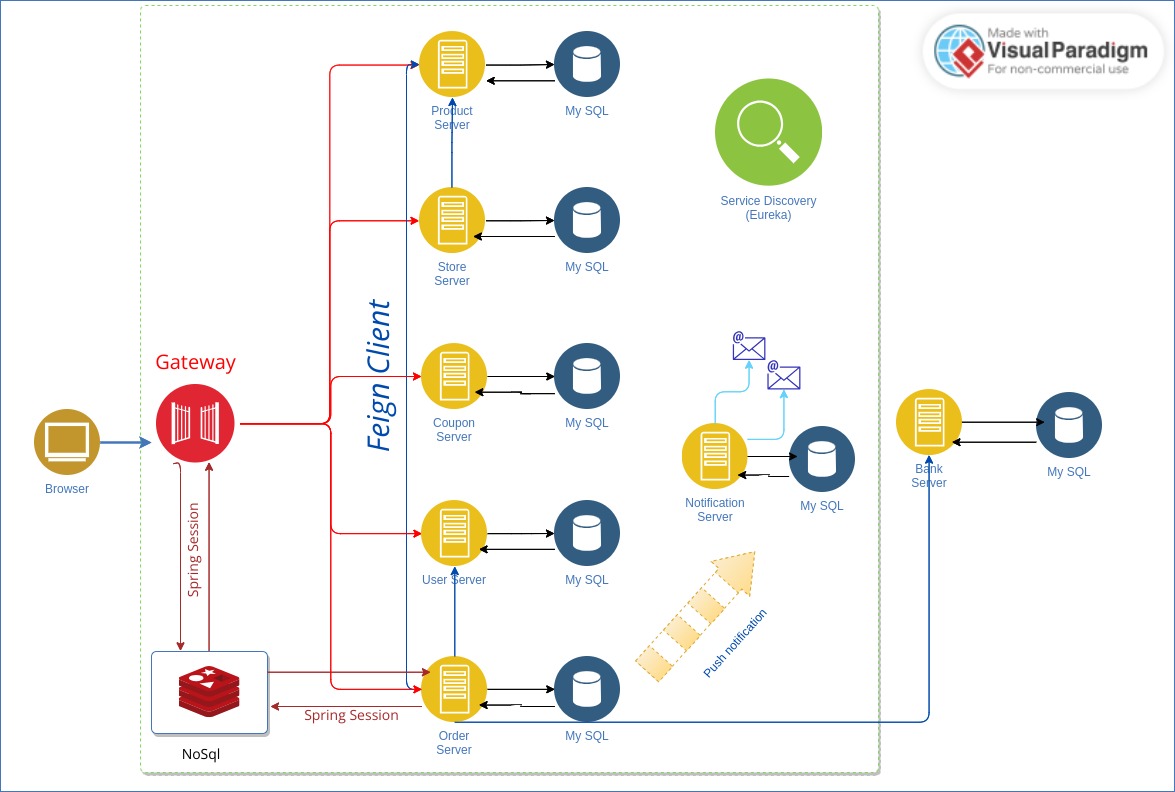 Made with
Visual Paradigm
For non-commercial use
Product
Server
My SQL
Service Discovery
(Eureka)
Store
Server
My SQL
Feign Client
Gateway
@
@
Coupon
Server
My SQL
Browser
Notification
Server
My SQL
Bank
Server
My SQL
Spring Session
User Server
My SQL
Push notification
Spring Session
NoSql
Order
Server
My SQL